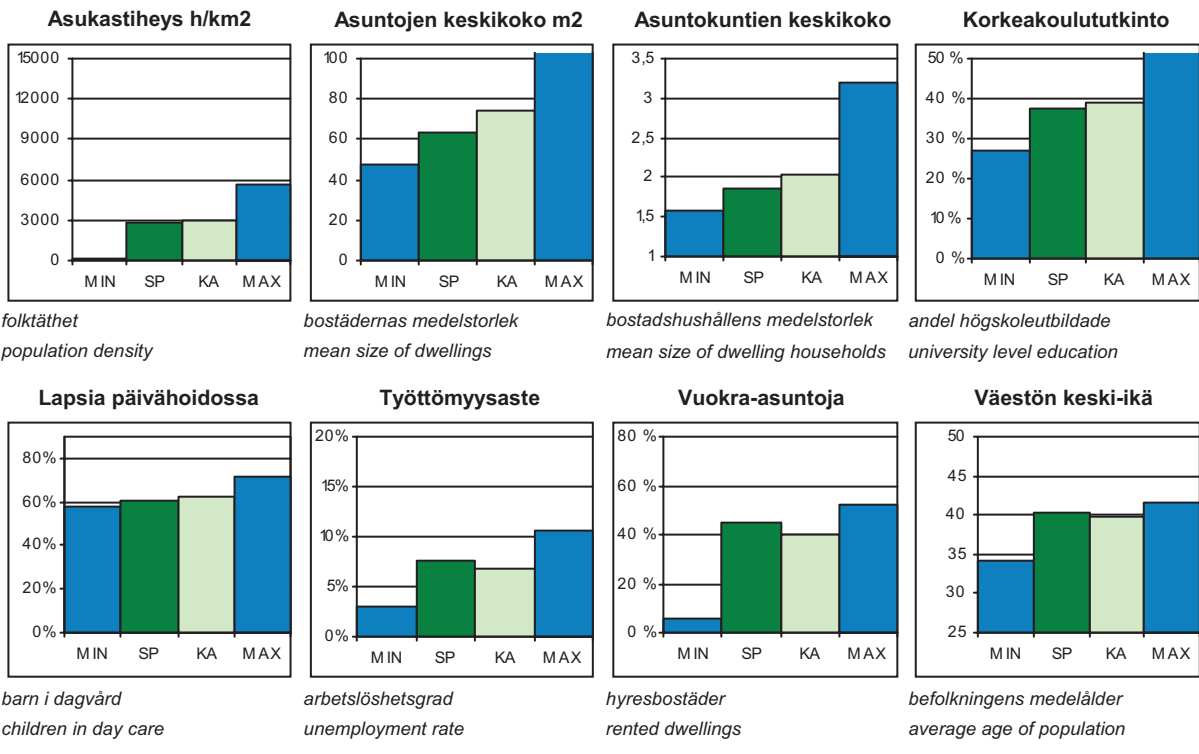 Asukastiheys h/km2
15000
12000
9000
6000
3000
0
MIN SP KA MAX
folktäthet
population density
Asuntojen keskikoko m2
100
80
60
40
20
0
MIN SP KA MAX
bostädernas medelstorlek
mean size of dwellings
Asuntokuntien keskikoko
3,5
3
2,5
2
1,5
1
MIN SP KA MAX
bostadshushållens medelstorlek
mean size of dwelling households
Korkeakoulututkinto
50 %
40 %
30 %
20 %
10 %
0 %
MIN SP KA MAX
andel högskoleutbildade
university level education
Lapsia päivähoidossa
80%
60%
40%
20%
0%
MIN SP KA MAX
barn i dagvård
children in day care
Työttömyysaste
20%
15%
10%
5%
0%
MIN SP KA MAX
arbetslöshetsgrad
unemployment rate
Vuokra-asuntoja
80 %
60 %
40 %
20 %
0 %
MIN SP KA MAX
hyresbostäder
rented dwellings
Väestön keski-ikä
50
45
40
35
30
25
MIN SP KA MAX
befolkningens medelålder
average age of population